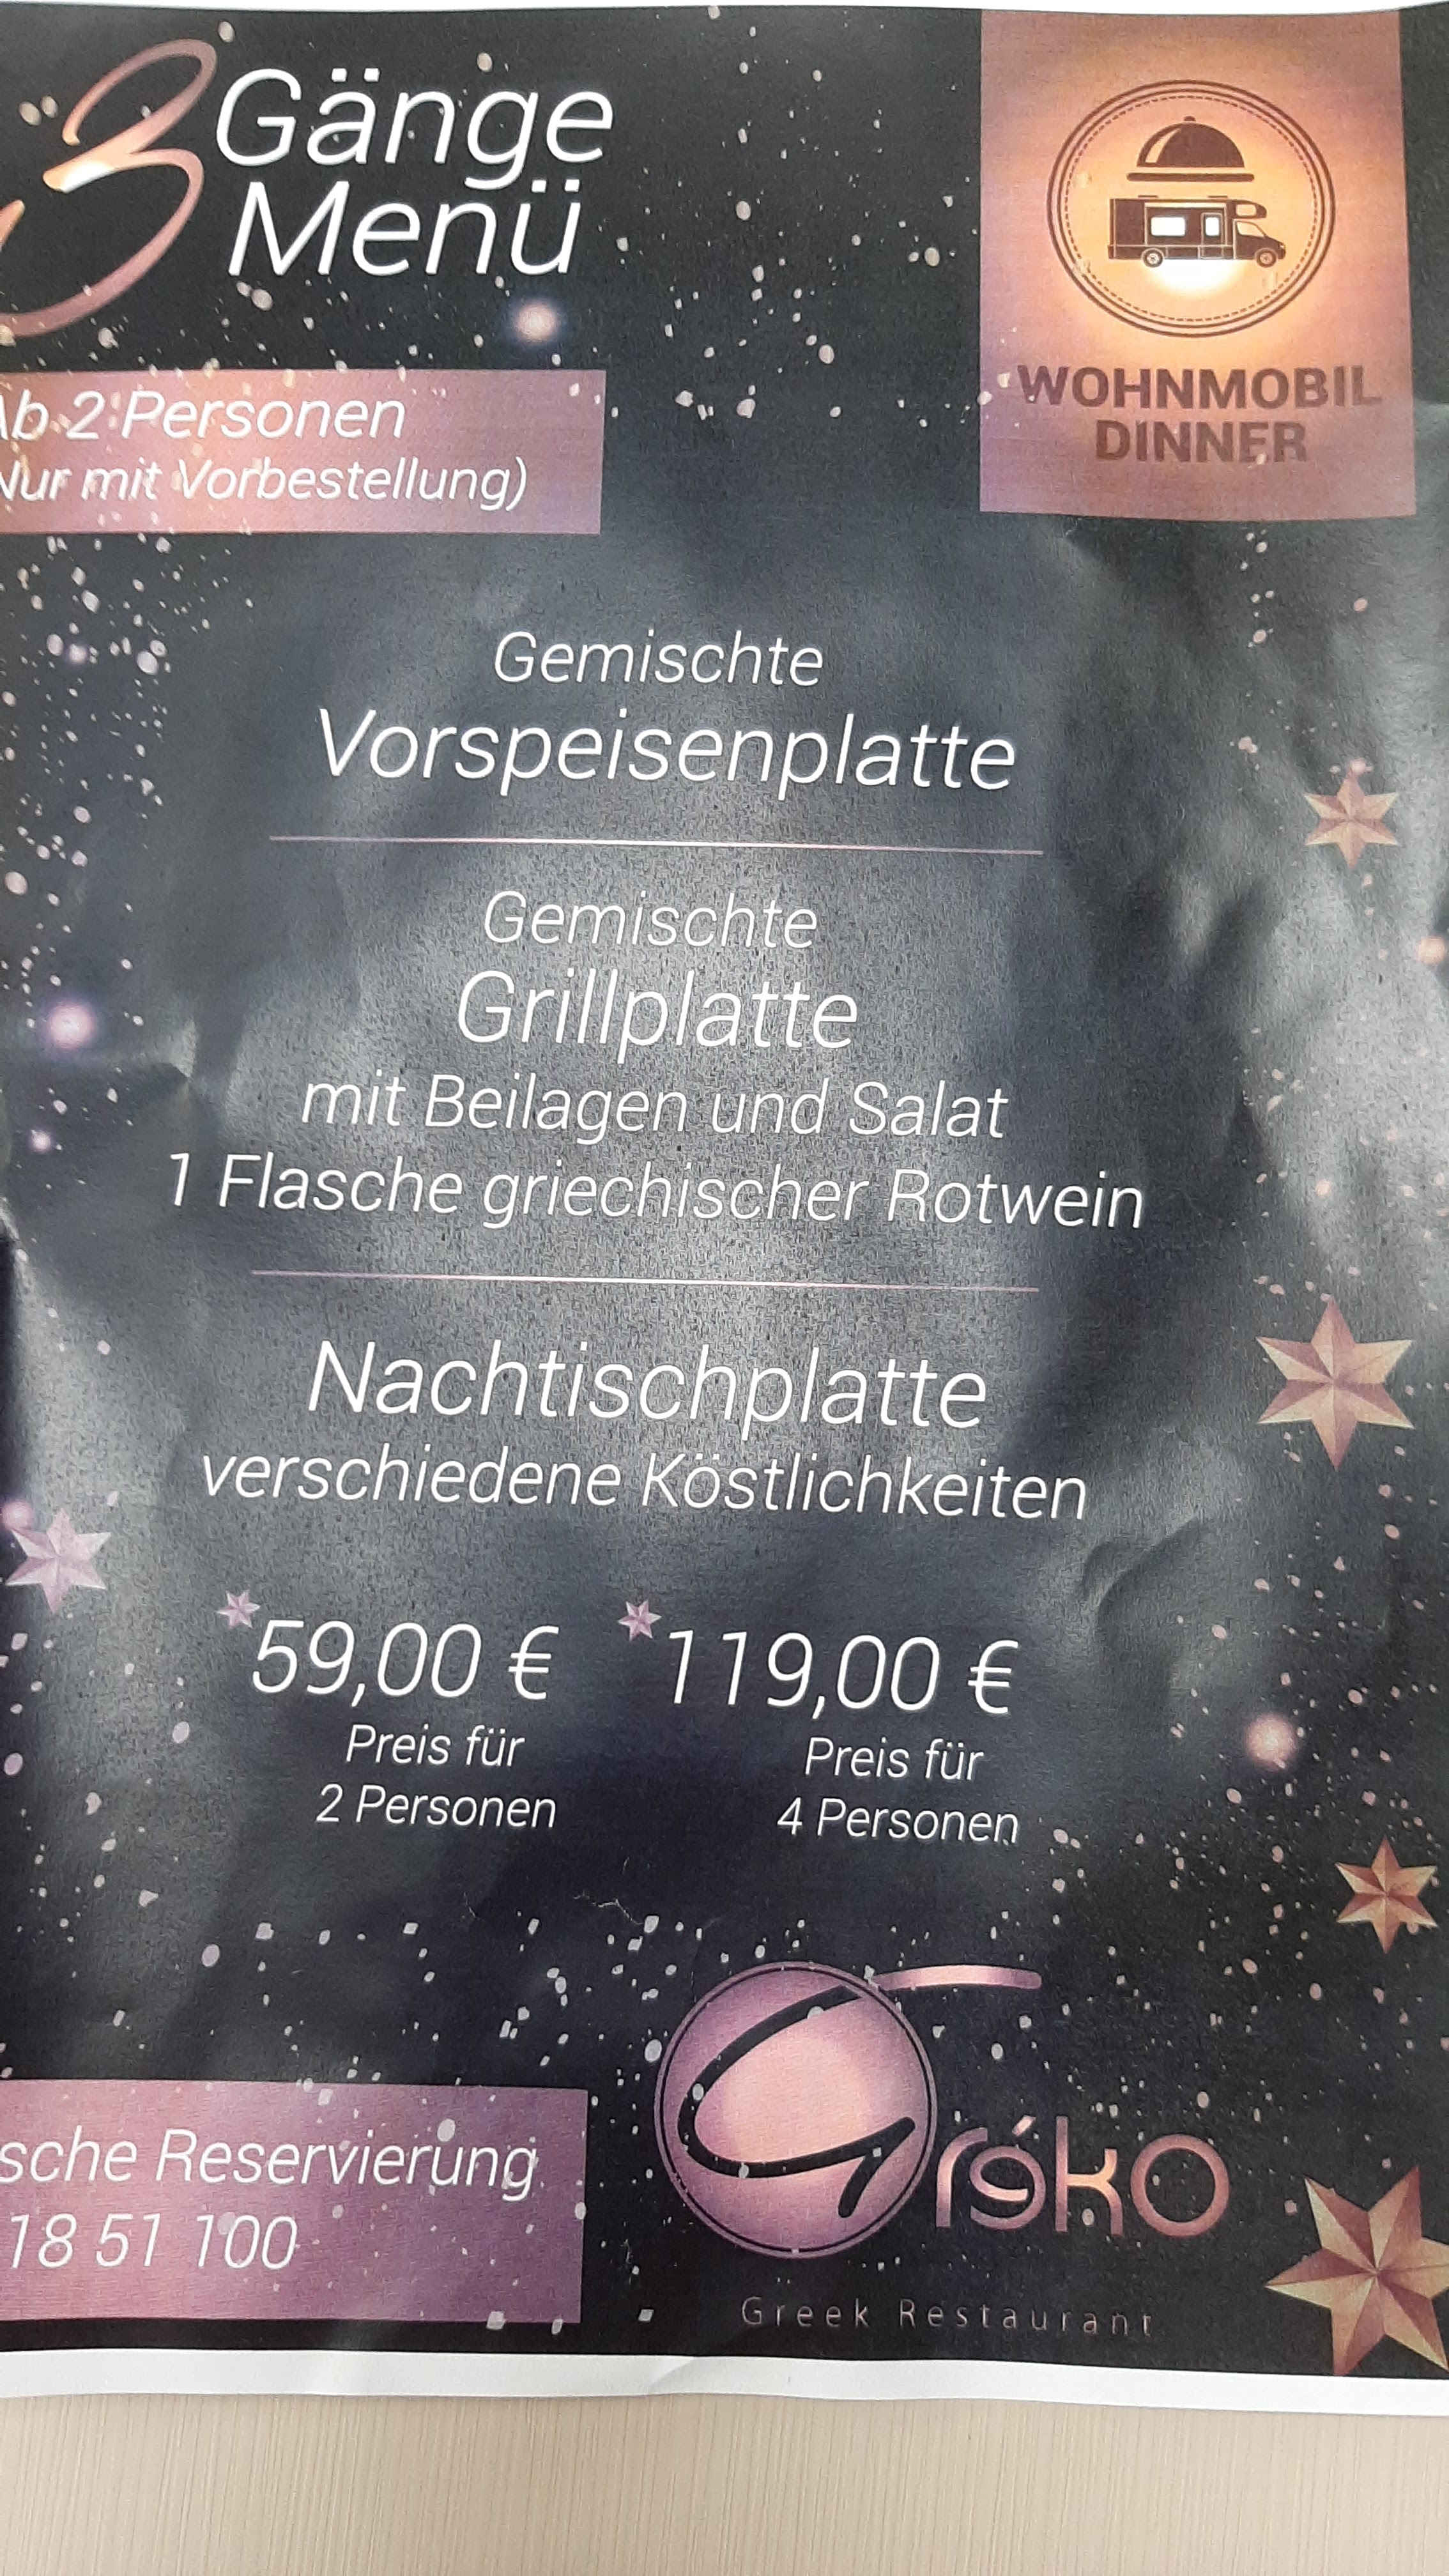 3 Gänge
Menü
WOHNMOBIL
DINNER
Ab 2 Personen
Nur mit Vorbestellung)
Gemischte
Vorspeisenplatte
Gemischte
Grillplatte
mit Beilagen und Salat
1 Flasche griechischer Rotwein
Nachtischplatte
verschiedene Köstlichkeiten
59,00 €
Preis für
2 Personen
119,00 €
Preis für
4 Personen
sche Reservierung
18 51 100
Gréko
Greek Restaurant